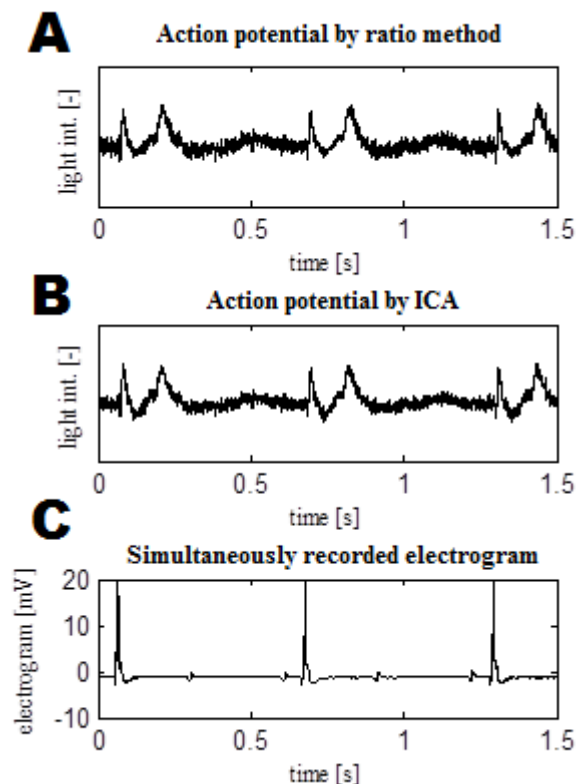 A
Action potential by ratio method
light int. [-]
0 0.5 1 1.5
time [s]
B
Action potential by ICA
light int. [-]
0 0.5 1 1.5
time [s]
C
Simultaneously recorded electrogram
electrogram [mV]
20
10
0
-10
0 0.5 1 1.5
time [s]